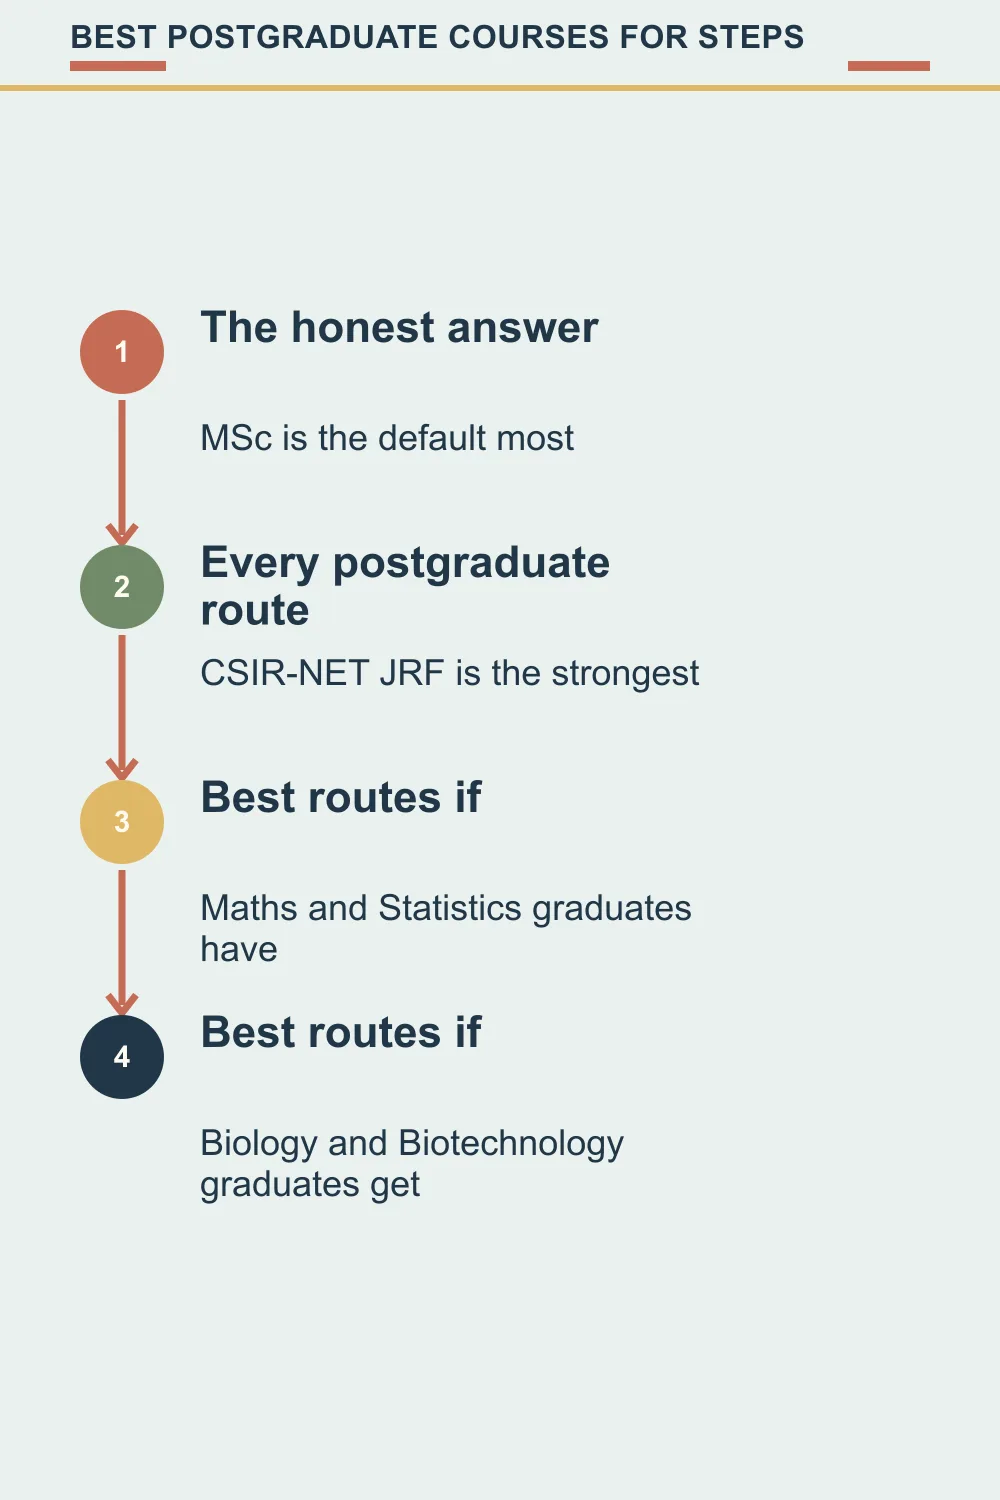 BEST POSTGRADUATE COURSES FOR STEPS
1
The honest answer
MSc is the default most
2
Every postgraduate
route
CSIR-NET JRF is the strongest
3
Best routes if
Maths and Statistics graduates
have
4
Best routes if
Biology and Biotechnology
graduates get